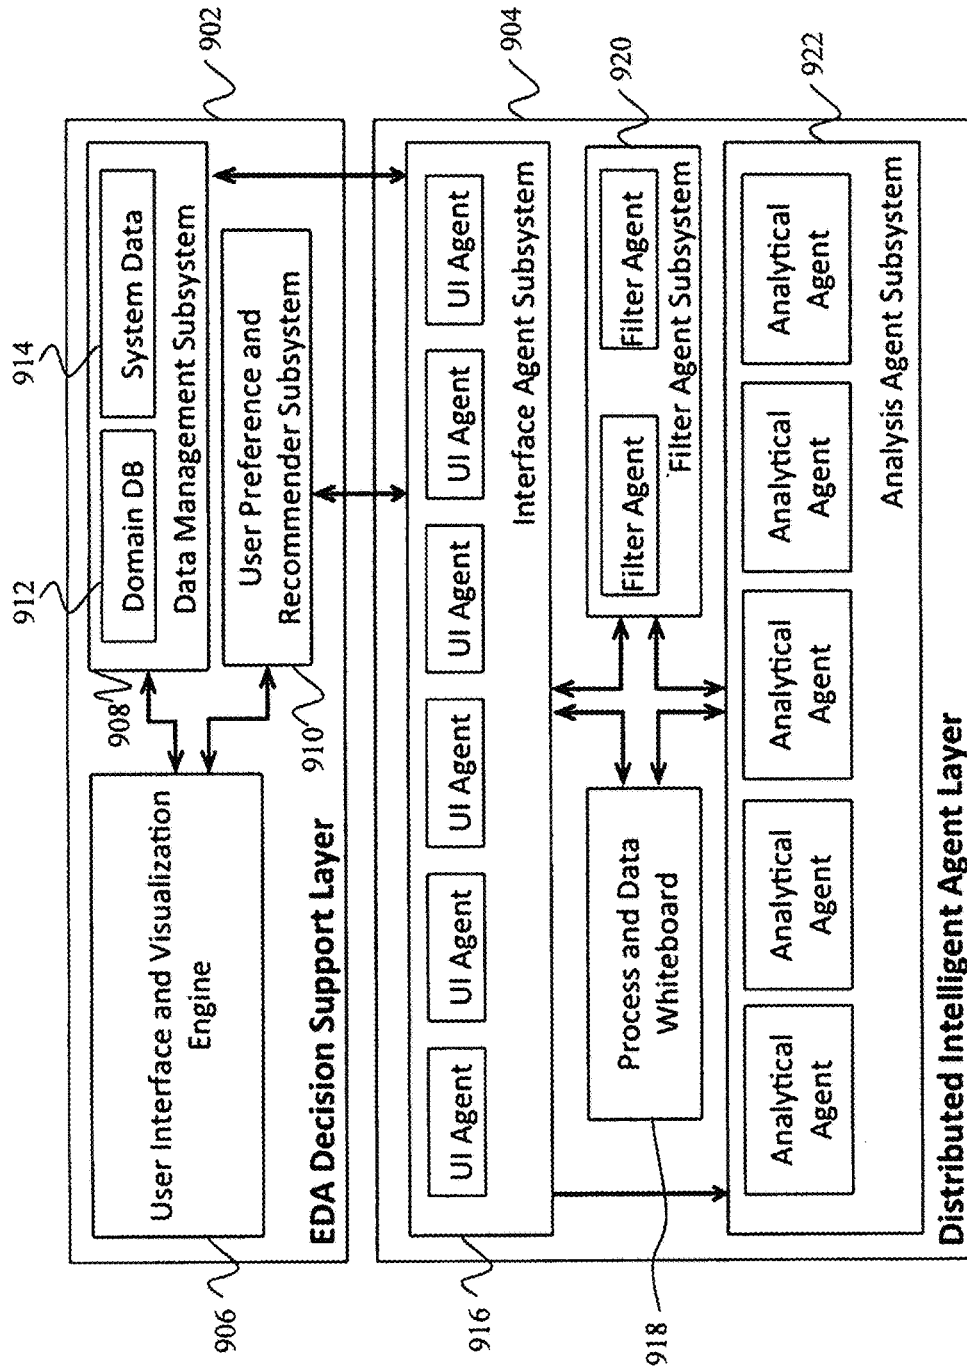 902
914
System Data
912
Domain DB
Data Management Subsystem
908
User Preference and
Recommender Subsystem
910
User Interface and Visualization
Engine
906
EDA Decision Support Layer
904
UI Agent
UI Agent
UI Agent
UI Agent
UI Agent
UI Agent
Interface Agent Subsystem
916
Process and Data
Whiteboard
918
920
Filter Agent
Filter Agent
Filter Agent Subsystem
922
Analytical
Agent
Analytical
Agent
Analytical
Agent
Analytical
Agent
Analytical
Agent
Analysis Agent Subsystem
Distributed Intelligent Agent Layer